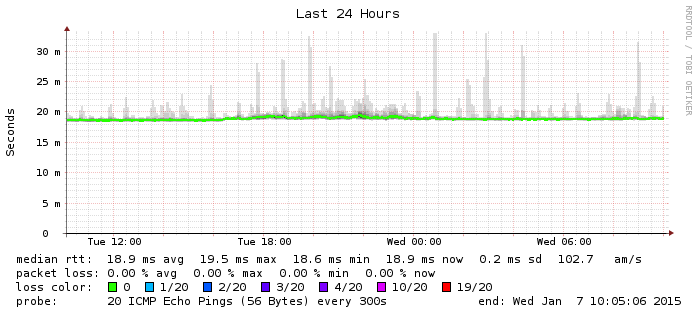 Last 24 Hours
RRDTOOL / TOBI OETIKER
Seconds
30 m
25 m
20 m
15 m
10 m
5 m
0
Tue 12:00 Tue 18:00 Wed 00:00 Wed 06:00
median rtt: 18.9 ms avg 19.5 ms max 18.6 ms min 18.9 ms now 0.2 ms sd 102.7 am/s
packet loss: 0.00 % avg 0.00 % max 0.00 % min 0.00 % now
loss color: 0 1/20 2/20 3/20 4/20 10/20 19/20
probe: 20 ICMP Echo Pings (56 Bytes) every 300s end: Wed Jan 7 10:05:06 2015